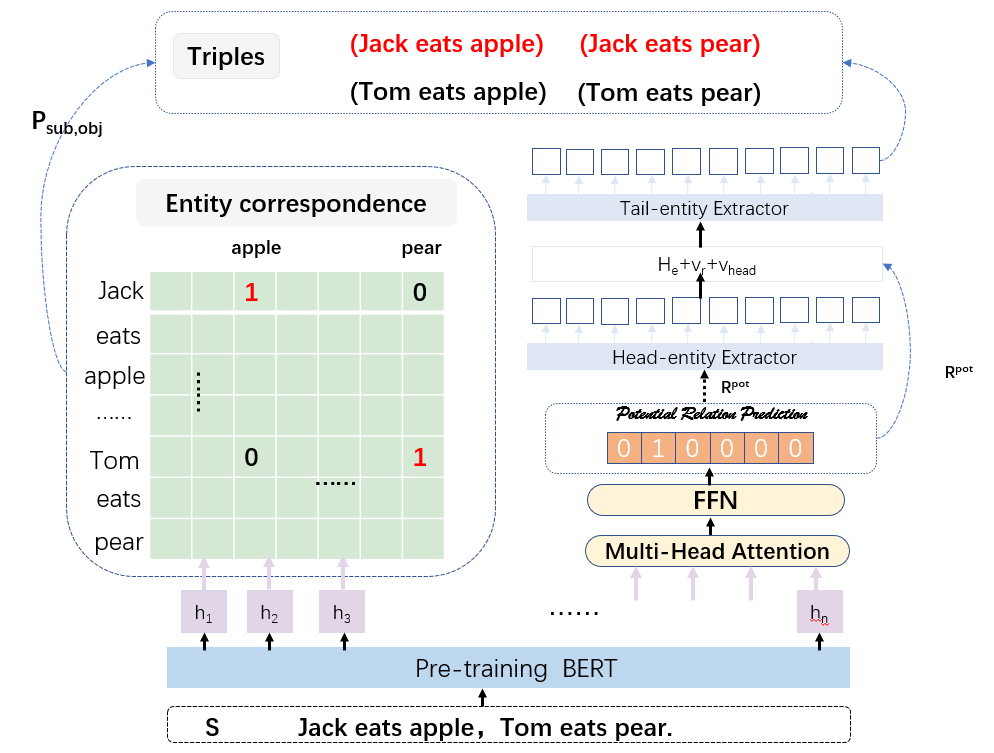 Triples
(Jack eats apple) (Jack eats pear)
(Tom eats apple) (Tom eats pear)
Psub,obj
Entity correspondence
apple pear
Jack 1 0
eats
apple
......
Tom 0 1
......
eats
pear
h1 h2 h3 ...... hn
Tail-entity Extractor
He+vr+vhead
Head-entity Extractor
Rpot
Rpot
Potential Relation Prediction
0 1 0 0 0 0
FFN
Multi-Head Attention
Pre-training BERT
S Jack eats apple，Tom eats pear.